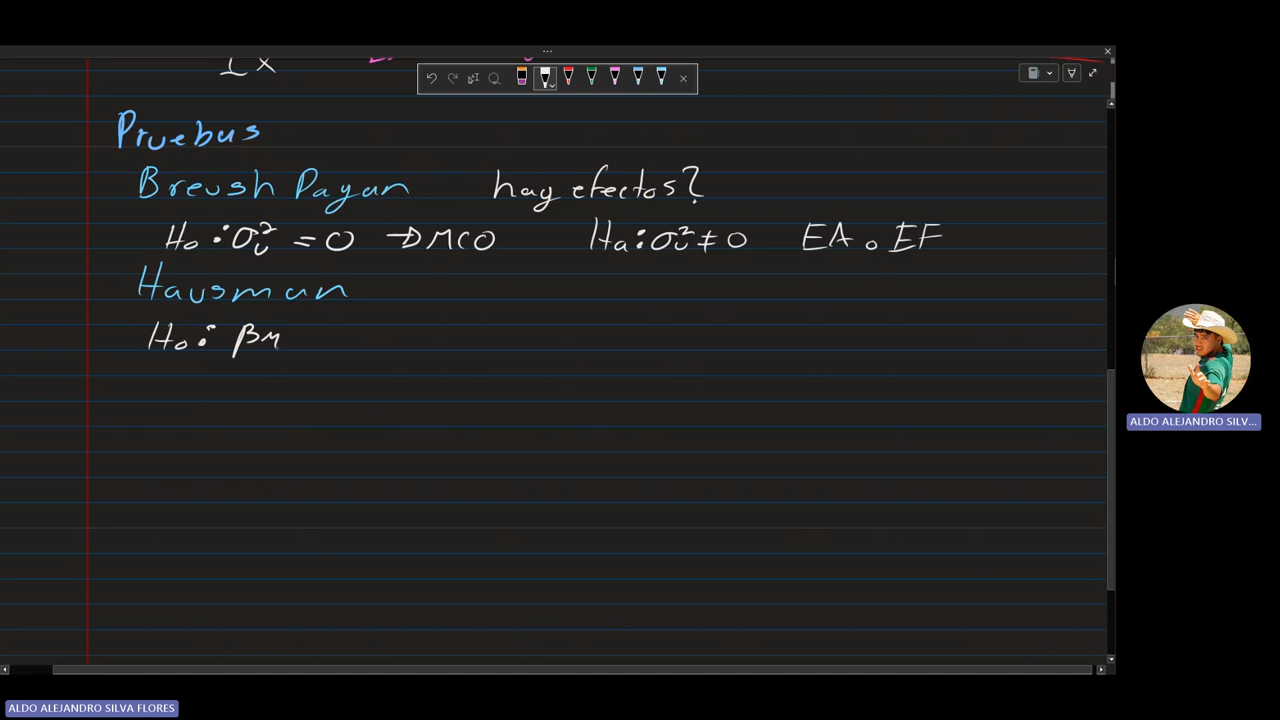 Pruebas
Breush Pagan hay efectos?
Ho: σ²ᵤ = 0 → MCO Ha: σ²ᵤ ≠ 0 EA o EF
Hausman
Ho: βM
ALDO ALEJANDRO SILV...
ALDO ALEJANDRO SILVA FLORES